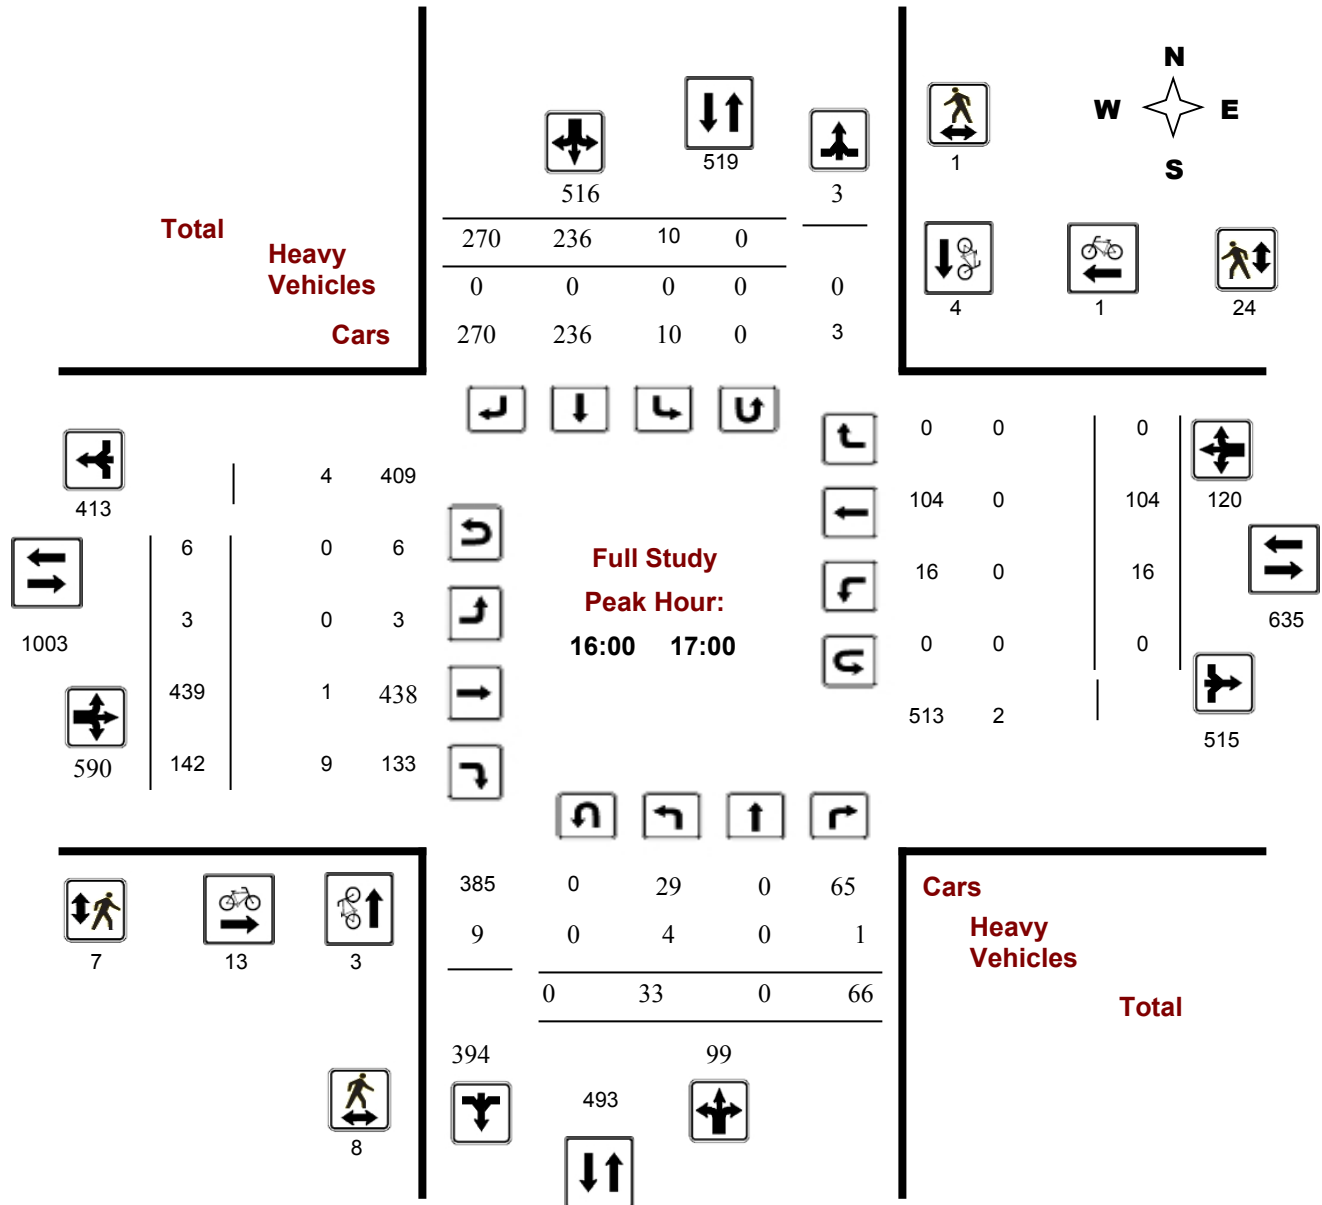 N
W E
S
519
516
3
1
Total
270 236 10 0
Heavy
Vehicles
0 0 0 0 0
4 1 24
Cars
270 236 10 0 3
0 0 0
4 409
413
120
104 0 104
6 0 6
Full Study
16 0 16
Peak Hour:
3 0 3
635
1003
16:00 17:00
0 0 0
439 1 438
513 2
515
590
142 9 133
385 0 29 0 65
Cars
9 0 4 0 1
Heavy
Vehicles
7 13 3
0 33 0 66
Total
394 99
493
8